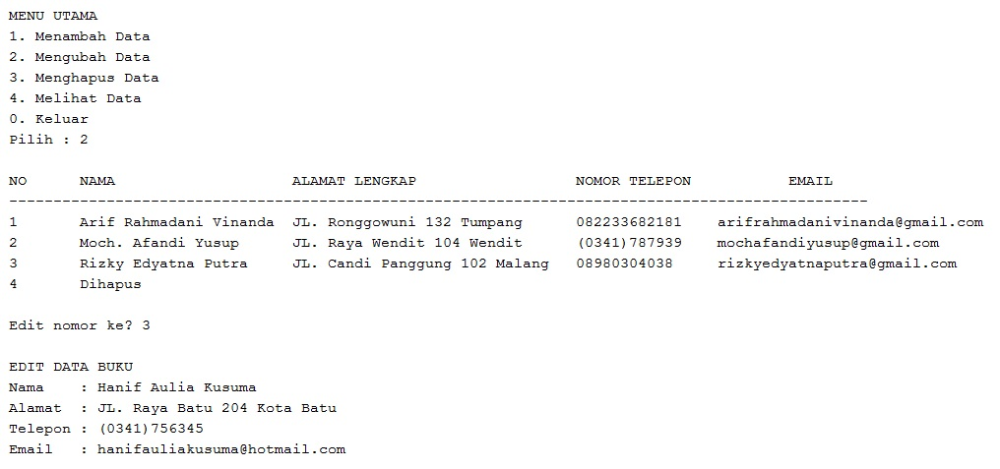 MENU UTAMA
1. Menambah Data
2. Mengubah Data
3. Menghapus Data
4. Melihat Data
0. Keluar
Pilih : 2
NO NAMA ALAMAT LENGKAP NOMOR TELEPON EMAIL
--------------------------------------------------------------------------------------------------
1 Arif Rahmadani Vinanda JL. Ronggowuni 132 Tumpang 082233682181 arifrahmadanivinanda@gmail.com
2 Moch. Afandi Yusup JL. Raya Wendit 104 Wendit (0341)787939 mochafandiyusup@gmail.com
3 Rizky Edyatna Putra JL. Candi Panggung 102 Malang 08980304038 rizkyedyatnaputra@gmail.com
4 Dihapus
Edit nomor ke? 3
EDIT DATA BUKU
Nama : Hanif Aulia Kusuma
Alamat : JL. Raya Batu 204 Kota Batu
Telepon : (0341)756345
Email : hanifauliakusuma@hotmail.com